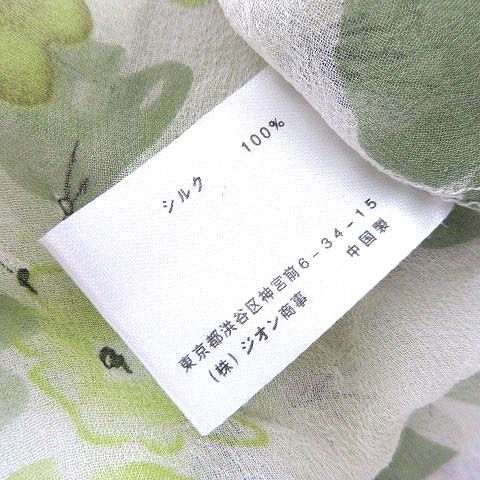 シルク 100%
東京都渋谷区神宮前6-34-15
(株)ジオン商事 中国製